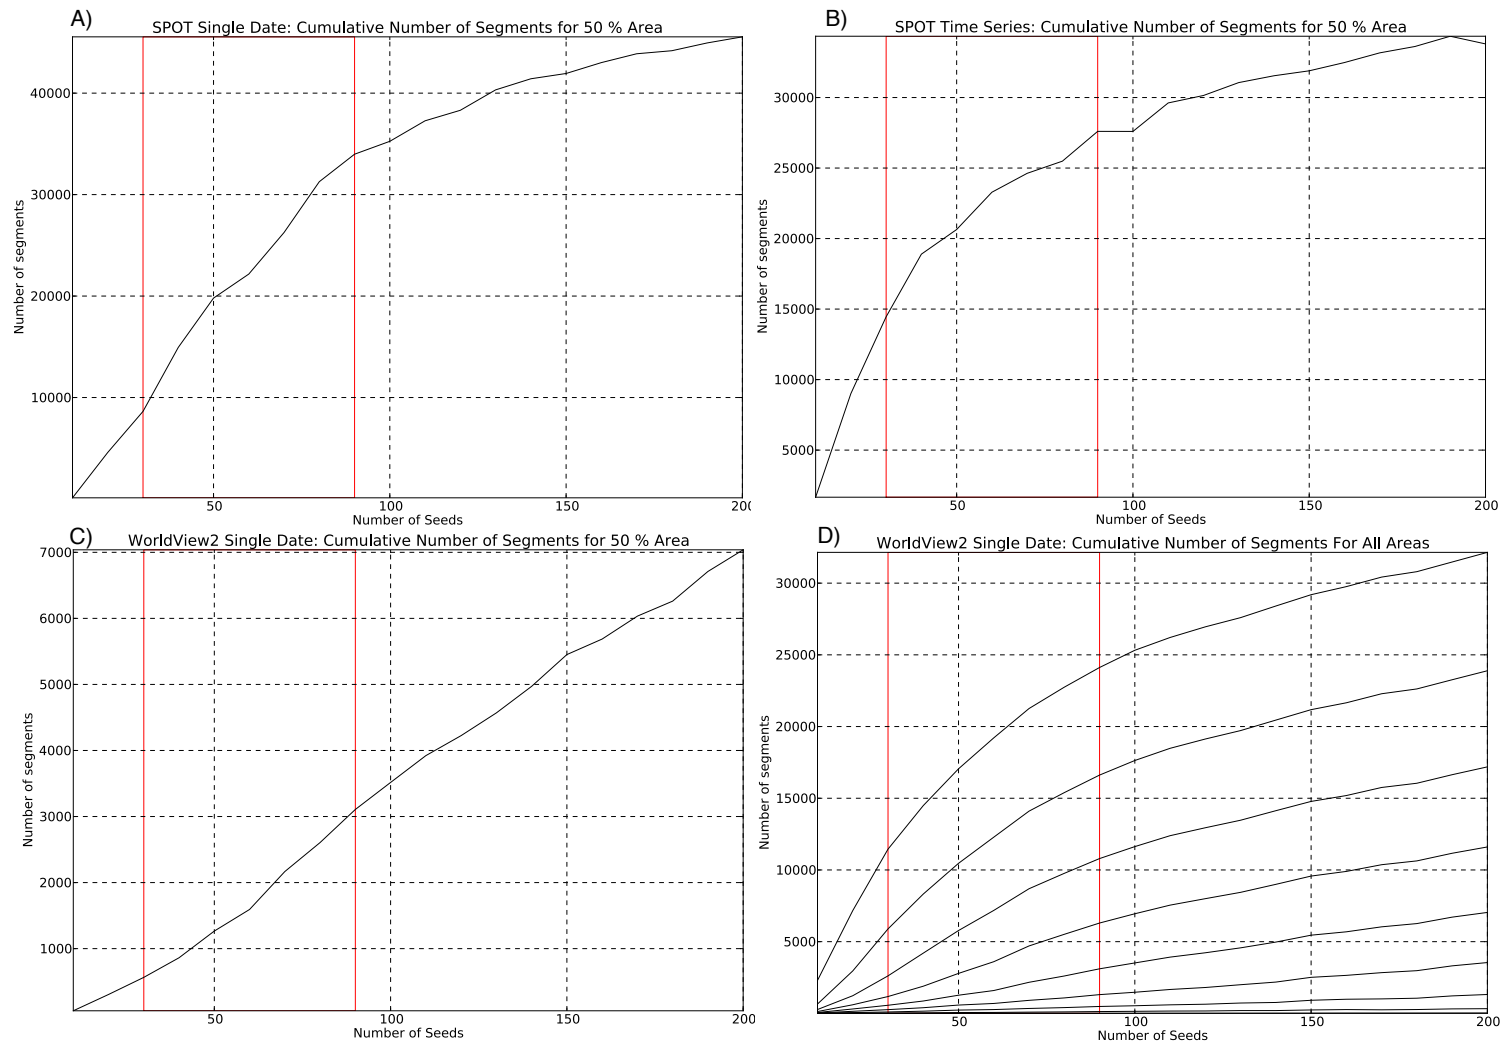 A)
SPOT Single Date: Cumulative Number of Segments for 50 % Area
40000
30000
20000
10000
Number of segments
50
100
150
200
Number of Seeds
B)
SPOT Time Series: Cumulative Number of Segments for 50 % Area
30000
25000
20000
15000
10000
5000
Number of segments
50
100
150
200
Number of Seeds
C)
WorldView2 Single Date: Cumulative Number of Segments for 50 % Area
7000
6000
5000
4000
3000
2000
1000
Number of segments
50
100
150
200
Number of Seeds
D)
WorldView2 Single Date: Cumulative Number of Segments For All Areas
30000
25000
20000
15000
10000
5000
Number of segments
50
100
150
200
Number of Seeds